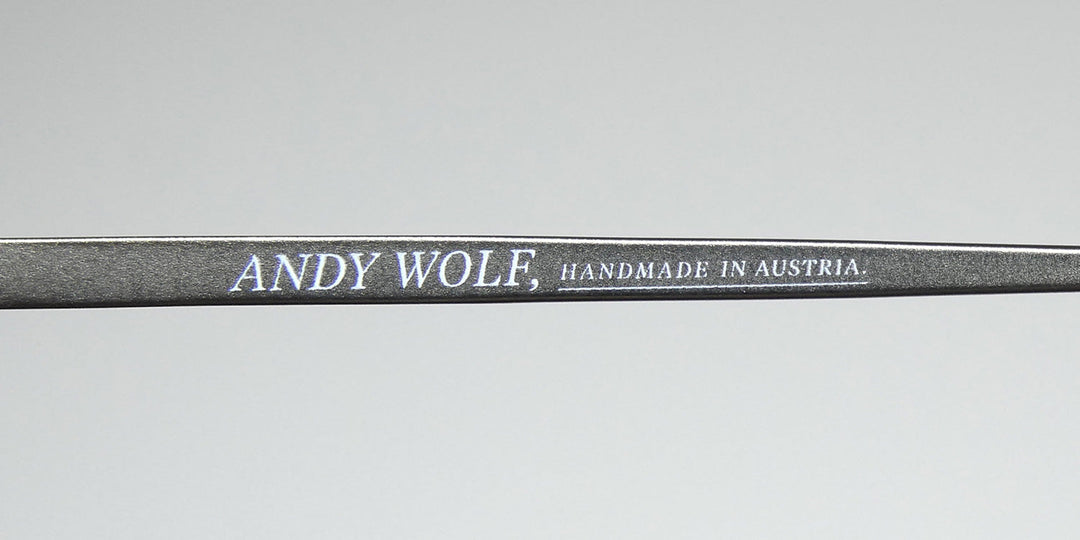 ANDY WOLF, HANDMADE IN AUSTRIA.